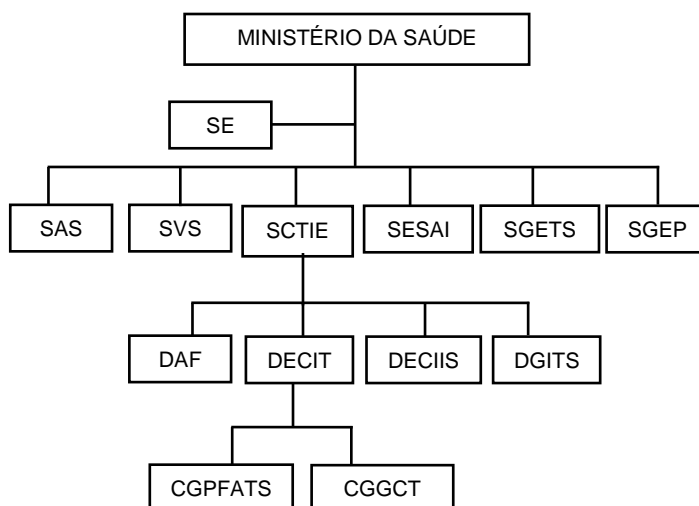 MINISTÉRIO DA SAÚDE
SE
SAS SVS SCTIE SESAI SGETS SGEP
DAF DECIT DECIIS DGITS
CGPFATS CGGCT